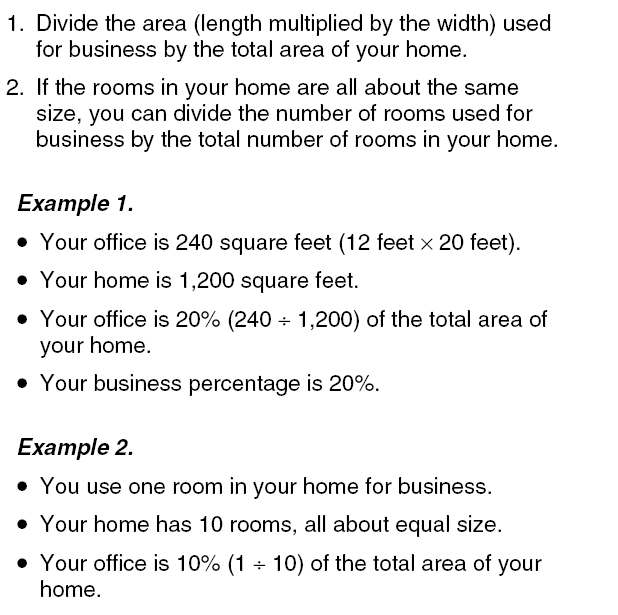 1. Divide the area (length multiplied by the width) used
for business by the total area of your home.
2. If the rooms in your home are all about the same
size, you can divide the number of rooms used for
business by the total number of rooms in your home.
Example 1.
• Your office is 240 square feet (12 feet × 20 feet).
• Your home is 1,200 square feet.
• Your office is 20% (240 ÷ 1,200) of the total area of
your home.
• Your business percentage is 20%.
Example 2.
• You use one room in your home for business.
• Your home has 10 rooms, all about equal size.
• Your office is 10% (1 ÷ 10) of the total area of your
home.